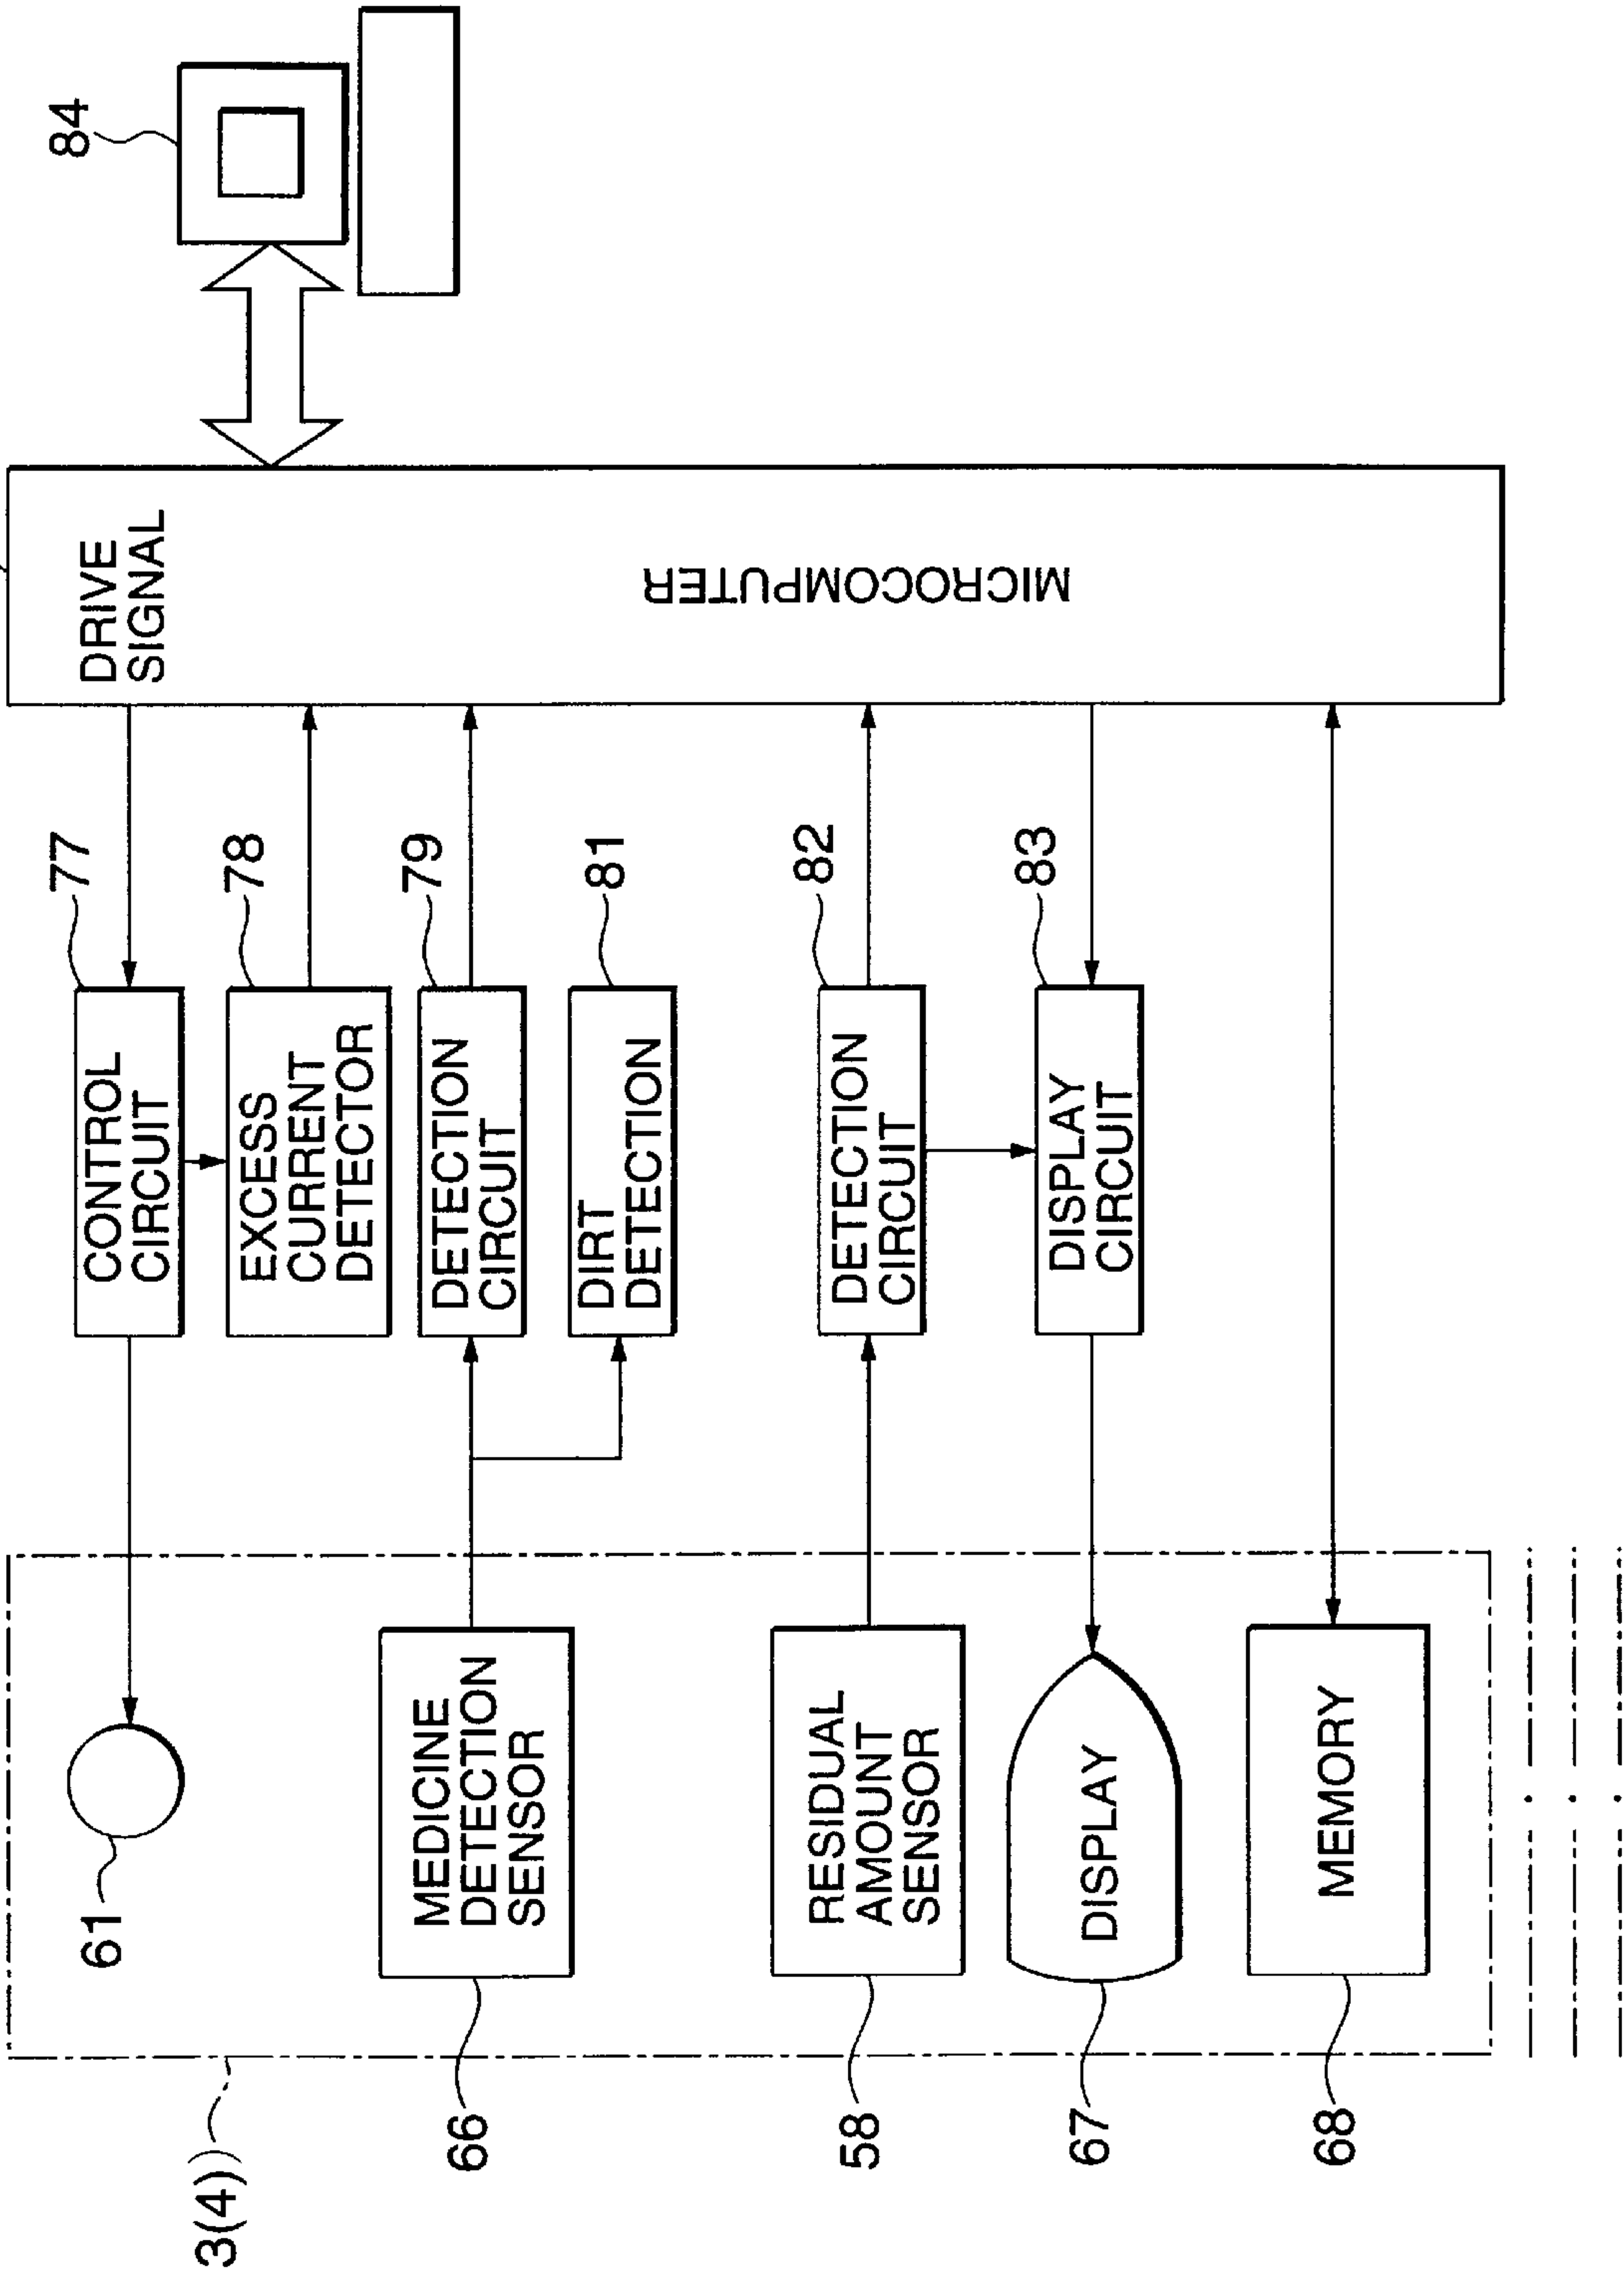 3(4)
61
66
MEDICINE
DETECTION
SENSOR
58
RESIDUAL
AMOUNT
SENSOR
67
DISPLAY
68
MEMORY
77
CONTROL
CIRCUIT
78
EXCESS
CURRENT
DETECTOR
79
DETECTION
CIRCUIT
81
DIRT
DETECTION
82
DETECTION
CIRCUIT
83
DISPLAY
CIRCUIT
DRIVE
SIGNAL
MICROCOMPUTER
84